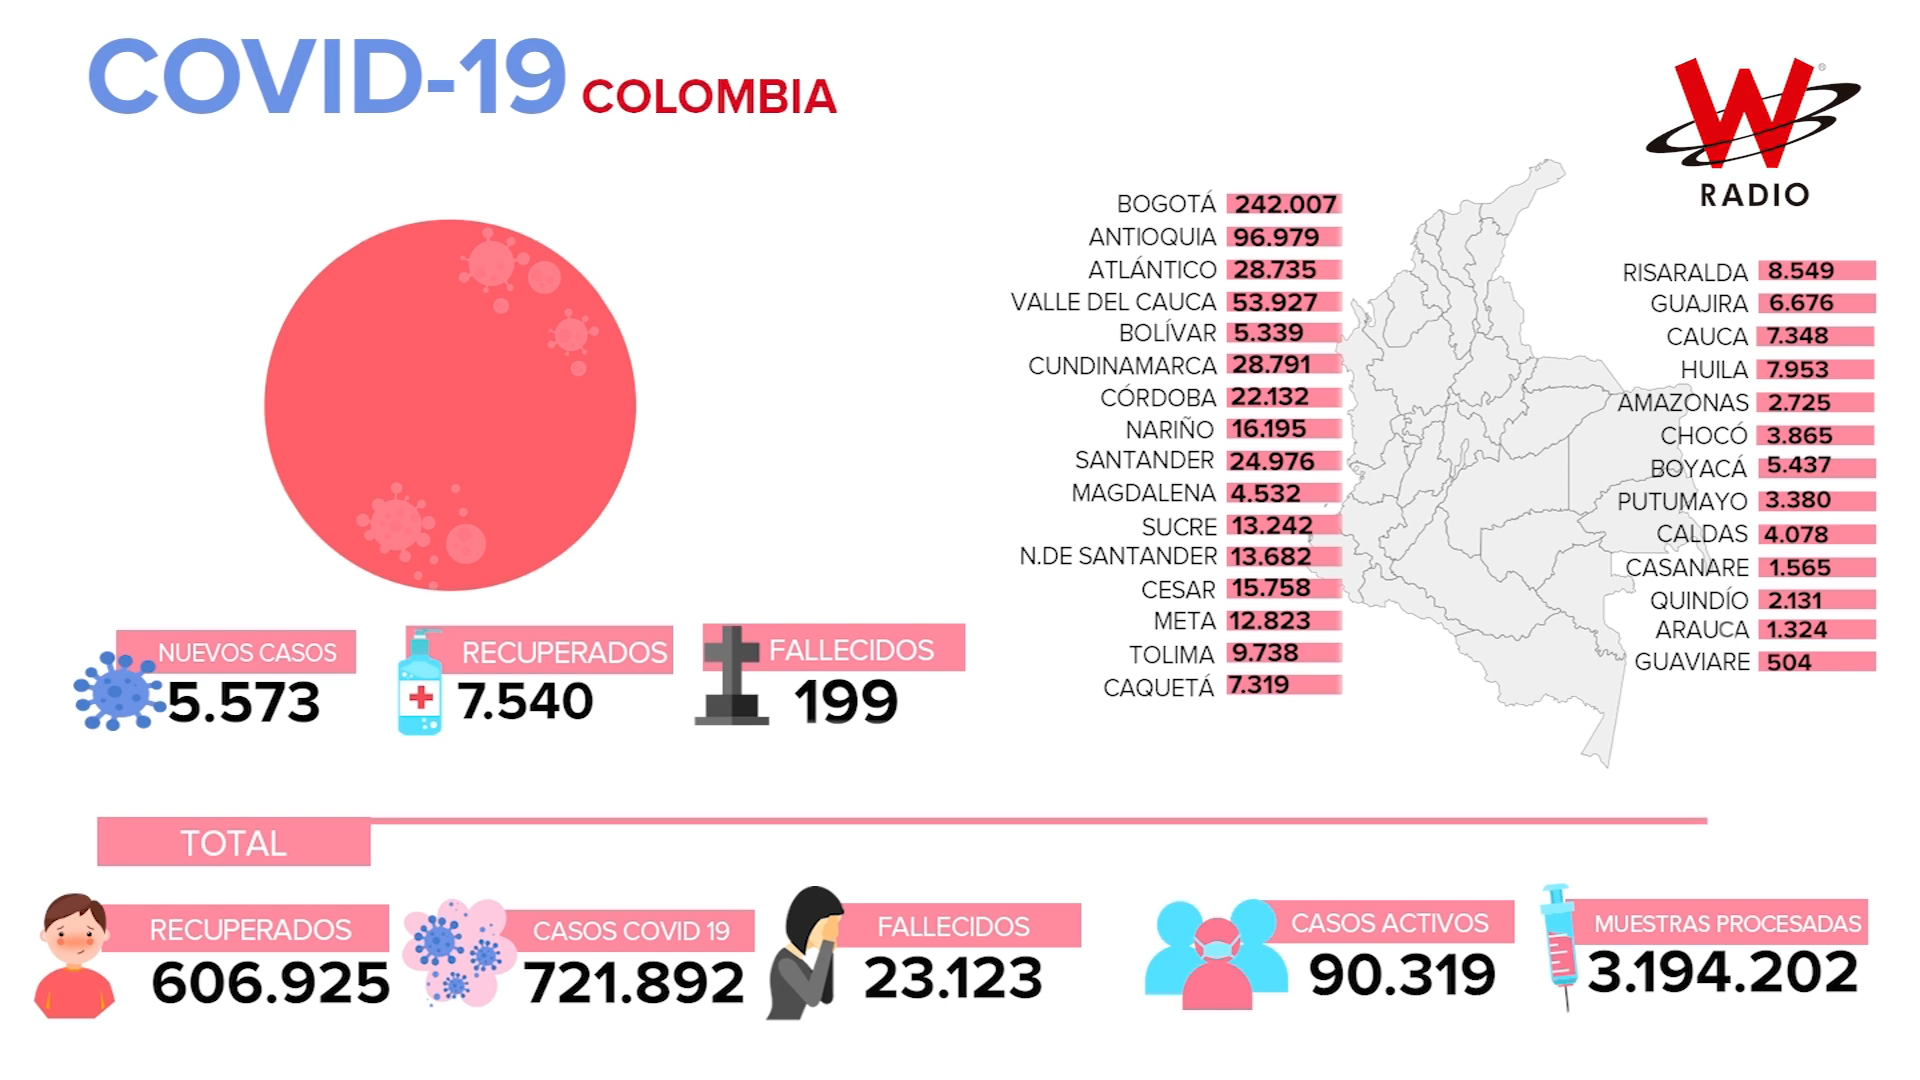 COVID-19 COLOMBIA
W
®
RADIO
BOGOTÁ 242.007
ANTIOQUIA 96.979
ATLÁNTICO 28.735
VALLE DEL CAUCA 53.927
BOLÍVAR 5.339
CUNDINAMARCA 28.791
CÓRDOBA 22.132
NARIÑO 16.195
SANTANDER 24.976
MAGDALENA 4.532
SUCRE 13.242
N.DE SANTANDER 13.682
CESAR 15.758
META 12.823
TOLIMA 9.738
CAQUETÁ 7.319
RISARALDA 8.549
GUAJIRA 6.676
CAUCA 7.348
HUILA 7.953
AMAZONAS 2.725
CHOCÓ 3.865
BOYACÁ 5.437
PUTUMAYO 3.380
CALDAS 4.078
CASANARE 1.565
QUINDÍO 2.131
ARAUCA 1.324
GUAVIARE 504
NUEVOS CASOS
5.573
RECUPERADOS
7.540
FALLECIDOS
199
TOTAL
RECUPERADOS
606.925
CASOS COVID 19
721.892
FALLECIDOS
23.123
CASOS ACTIVOS
90.319
MUESTRAS PROCESADAS
3.194.202